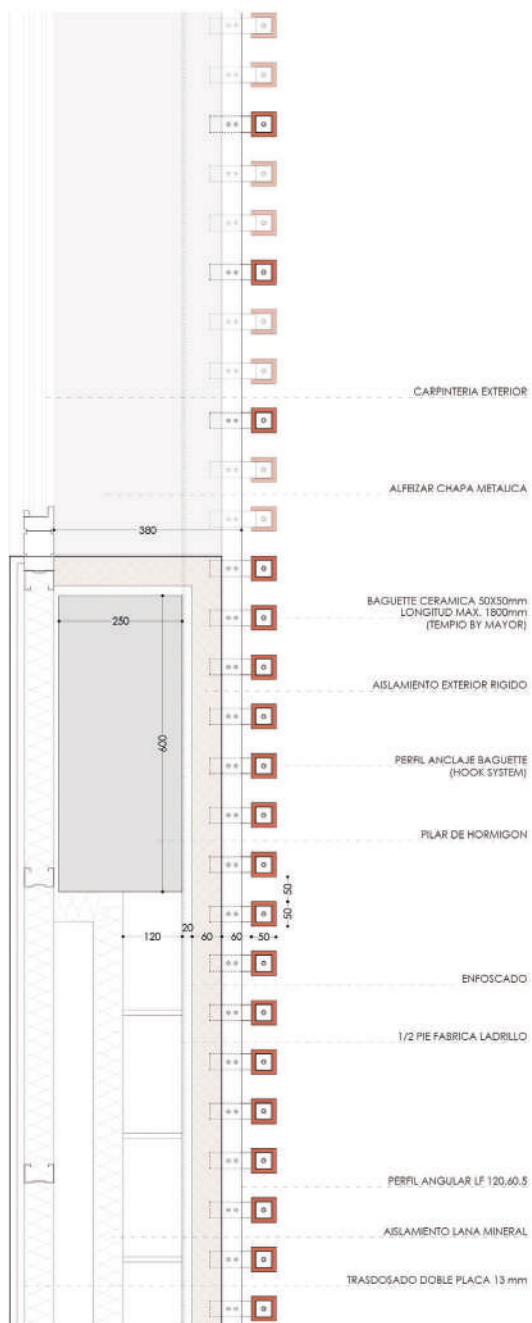 CARPINTERIA EXTERIOR
ALFEIZAR CHAPA METALICA
380
BAGUETTE CERAMICA 50X50mm
LONGITUD MAX. 1800mm
(TEMPIO BY MAYOR)
250
AISLAMIENTO EXTERIOR RIGIDO
600
PERFIL ANCLAJE BAGUETTE
(HOOK SYSTEM)
PILAR DE HORMIGON
50
50
120
20
60
60
50
ENFOSCADO
1/2 PIE FABRICA LADRILLO
PERFIL ANGULAR LF 120.60.5
AISLAMIENTO LANA MINERAL
TRASDOSADO DOBLE PLACA 13 mm